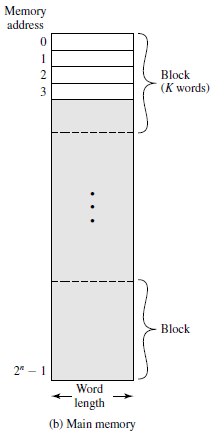 Memory
address
0
1
2
3
Block
(K words)
Block
2ⁿ − 1
Word
length
(b) Main memory